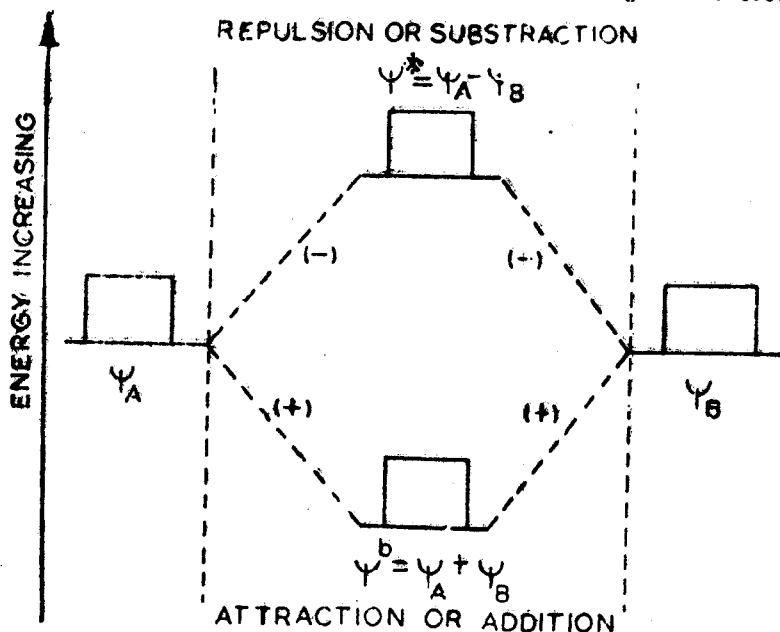 REPULSION OR SUBSTRACTION
Ψ* = ΨA - ΨB
ENERGY INCREASING
(-)
(-)
ΨA
ΨB
(+)
(+)
Ψb = ΨA + ΨB
ATTRACTION OR ADDITION